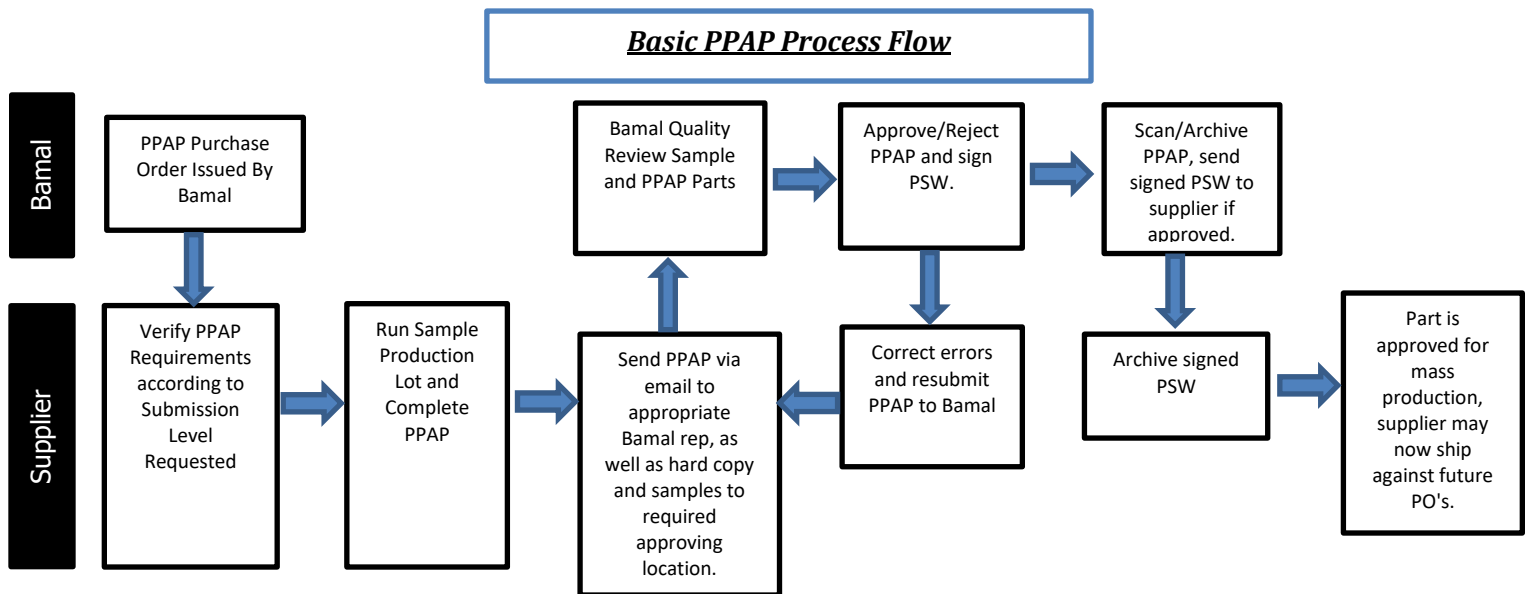 Basic PPAP Process Flow
Bamal
PPAP Purchase
Order Issued By
Bamal
Bamal Quality
Review Sample
and PPAP Parts
Approve/Reject
PPAP and sign
PSW.
Scan/Archive
PPAP, send
signed PSW to
supplier if
approved.
Supplier
Verify PPAP
Requirements
according to
Submission
Level
Requested
Run Sample
Production
Lot and
Complete
PPAP
Send PPAP via
email to
appropriate
Bamal rep, as
well as hard copy
and samples to
required
approving
location.
Correct errors
and resubmit
PPAP to Bamal
Archive signed
PSW
Part is
approved for
mass
production,
supplier may
now ship
against future
PO's.